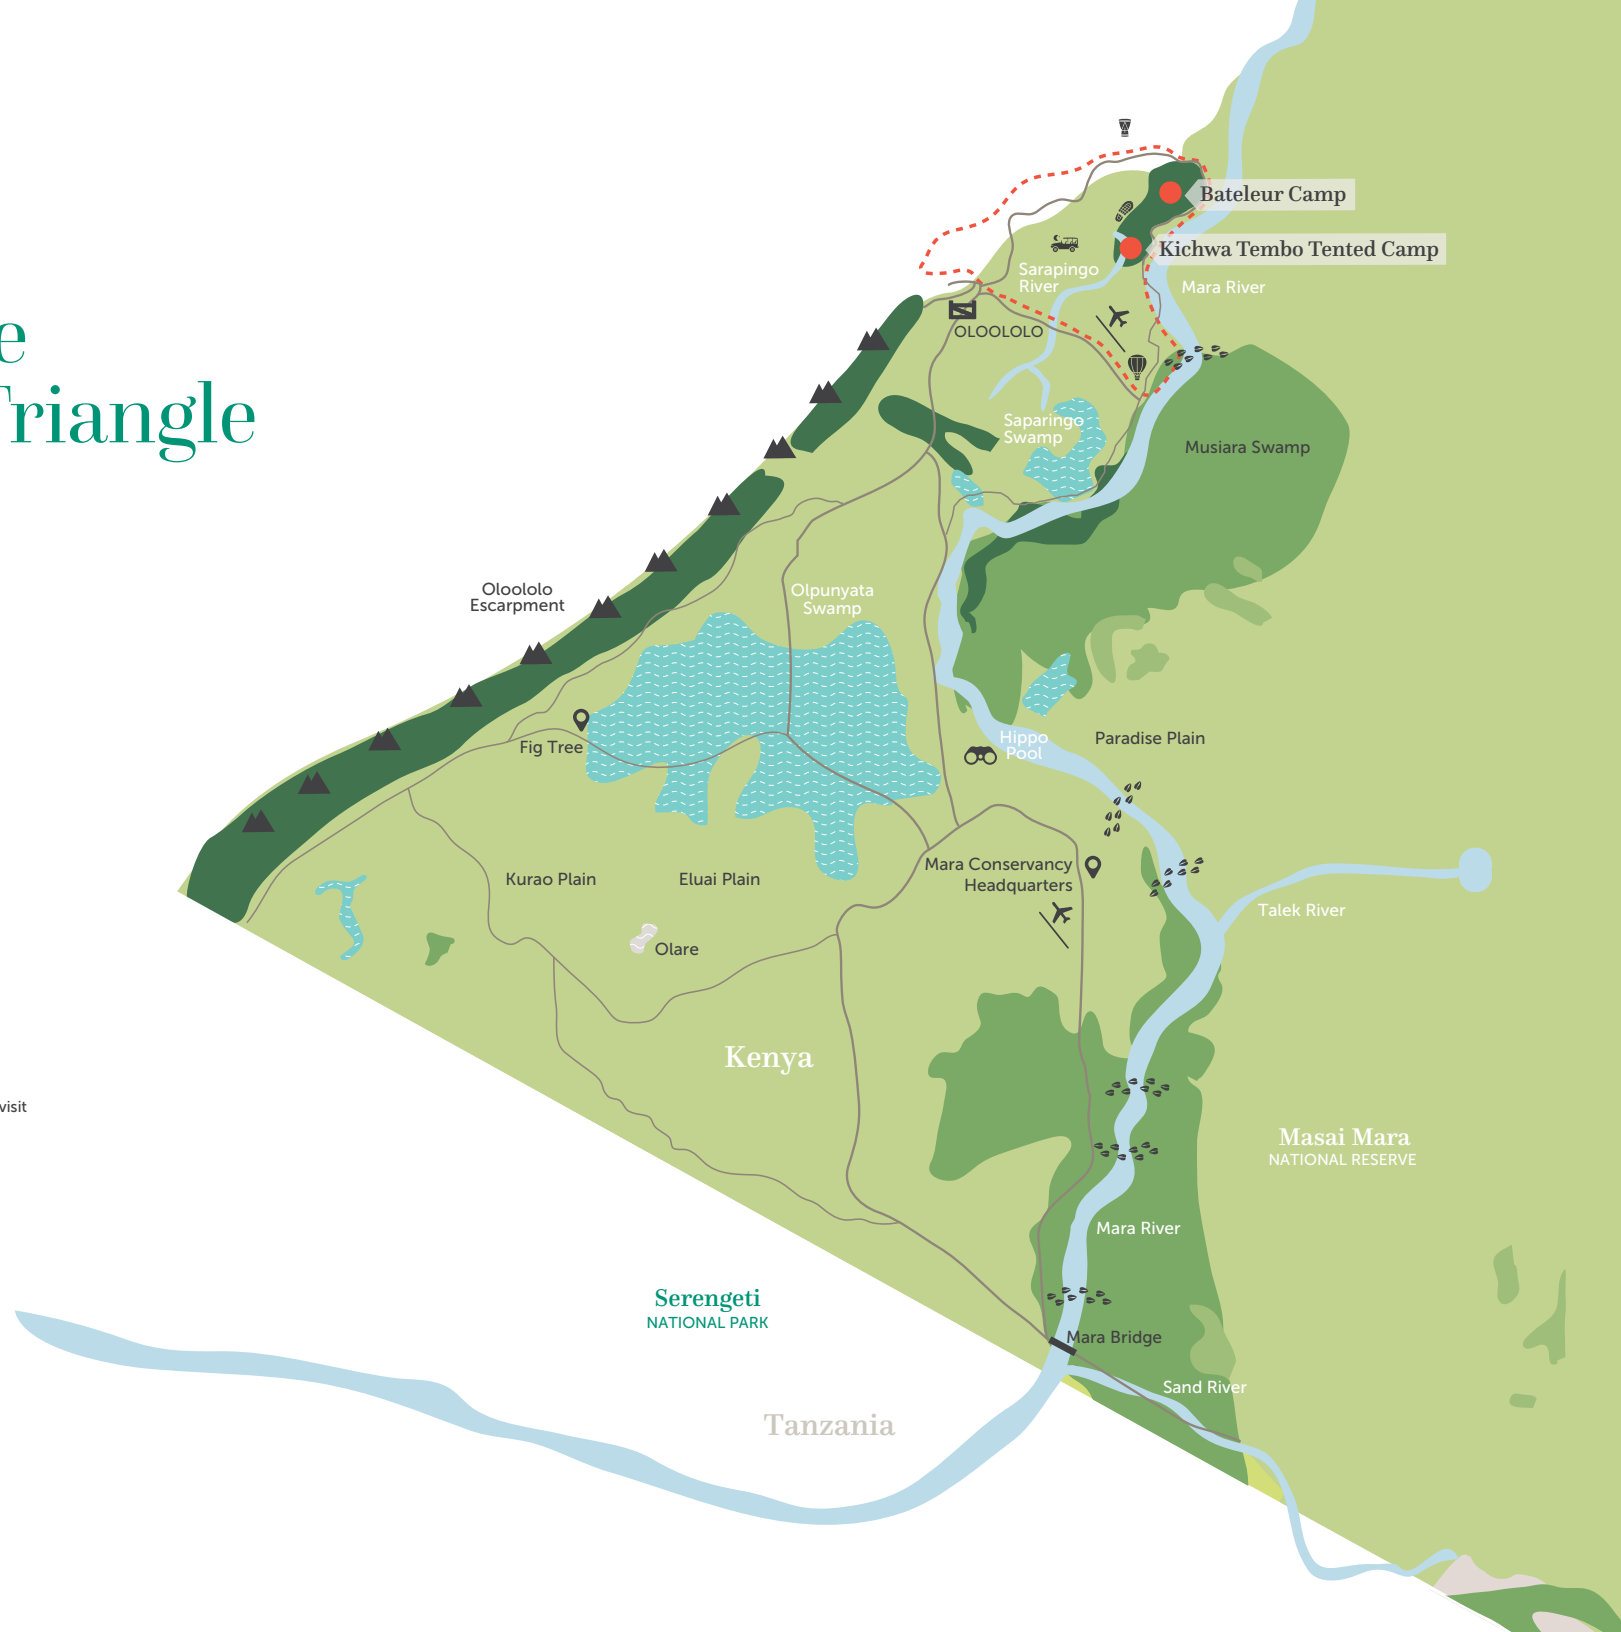 e
Triangle
Bateleur Camp
Kichwa Tembo Tented Camp
Sarapingo
River
Mara River
OLOOLOLO
Saparingo
Swamp
Musiara Swamp
Oloololo
Escarpment
Olpunyata
Swamp
Fig Tree
Hippo
Pool
Paradise Plain
Mara Conservancy
Headquarters
Kurao Plain
Eluai Plain
Talek River
Olare
Kenya
visit
Masai Mara
NATIONAL RESERVE
Mara River
Serengeti
NATIONAL PARK
Mara Bridge
Sand River
Tanzania